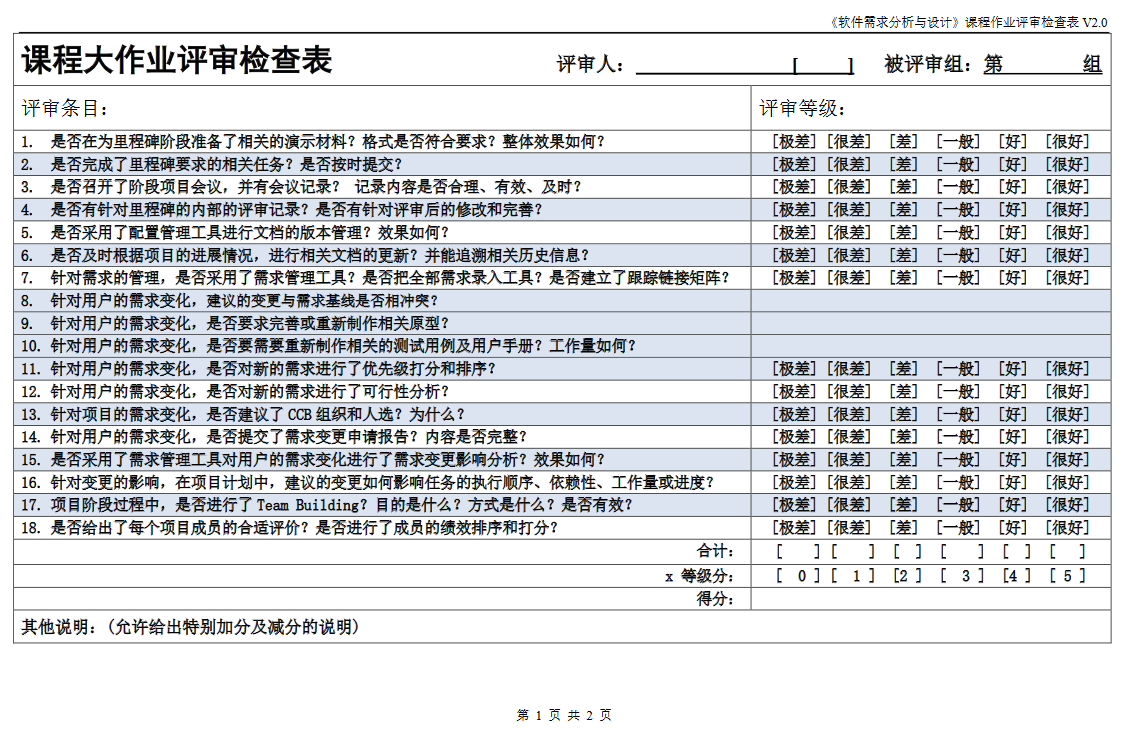 《软件需求分析与设计》课程作业评审检查表 V2.0
课程大作业评审检查表 评审人: [ ] 被评审组: 第 组
评审条目: 评审等级:
1. 是否在为里程碑阶段准备了相关的演示材料？格式是否符合要求？整体效果如何？ [极差] [很差] [差] [一般] [好] [很好]
2. 是否完成了里程碑要求的相关任务？是否按时提交？ [极差] [很差] [差] [一般] [好] [很好]
3. 是否召开了阶段项目会议，并有会议记录？ 记录内容是否合理、有效、及时？ [极差] [很差] [差] [一般] [好] [很好]
4. 是否有针对里程碑的内部的评审记录？是否有针对评审后的修改和完善？ [极差] [很差] [差] [一般] [好] [很好]
5. 是否采用了配置管理工具进行文档的版本管理？效果如何？ [极差] [很差] [差] [一般] [好] [很好]
6. 是否及时根据项目的进展情况，进行相关文档的更新？并能追溯相关历史信息？ [极差] [很差] [差] [一般] [好] [很好]
7. 针对需求的管理，是否采用了需求管理工具？是否把全部需求录入工具？是否建立了跟踪链接矩阵？ [极差] [很差] [差] [一般] [好] [很好]
8. 针对用户的需求变化，建议的变更与需求基线是否相冲突？
9. 针对用户的需求变化，是否要求完善或重新制作相关原型？
10. 针对用户的需求变化，是否要需要重新制作相关的测试用例及用户手册？工作量如何？
11. 针对用户的需求变化，是否对新的需求进行了优先级打分和排序？ [极差] [很差] [差] [一般] [好] [很好]
12. 针对用户的需求变化，是否对新的需求进行了可行性分析？ [极差] [很差] [差] [一般] [好] [很好]
13. 针对项目的需求变化，是否建议了 CCB 组织和人选？为什么？ [极差] [很差] [差] [一般] [好] [很好]
14. 针对用户的需求变化，是否提交了需求变更申请报告？内容是否完整？ [极差] [很差] [差] [一般] [好] [很好]
15. 是否采用了需求管理工具对用户的需求变化进行了需求变更影响分析？效果如何？ [极差] [很差] [差] [一般] [好] [很好]
16. 针对变更的影响，在项目计划中，建议的变更如何影响任务的执行顺序、依赖性、工作量或进度？ [极差] [很差] [差] [一般] [好] [很好]
17. 项目阶段过程中，是否进行了 Team Building？目的是什么？方式是什么？是否有效？ [极差] [很差] [差] [一般] [好] [很好]
18. 是否给出了每个项目成员的合适评价？是否进行了成员的绩效排序和打分？ [极差] [很差] [差] [一般] [好] [很好]
合计: [ ] [ ] [ ] [ ] [ ] [ ]
x 等级分: [ 0 ] [ 1 ] [2 ] [ 3 ] [4 ] [ 5 ]
得分:
其他说明: (允许给出特别加分及减分的说明)
第 1 页 共 2 页